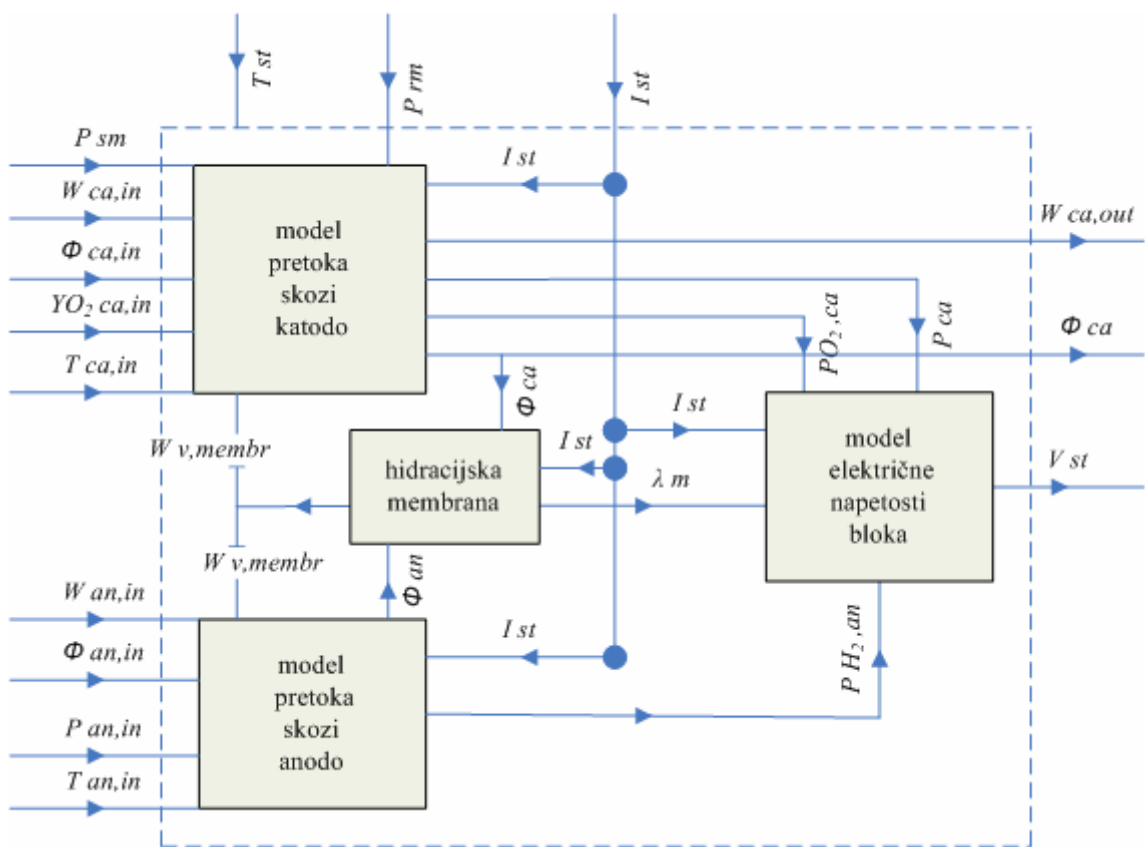 T st
P rm
I st
P sm
W ca,in
Φ ca,in
YO₂ ca,in
T ca,in
model
pretoka
skozi
katodo
I st
W ca,out
P ca
PO₂ ,ca
Φ ca
Φ ca
W v,membr
hidracijska
membrana
I st
I st
λ m
model
električne
napetosti
bloka
V st
W v,membr
Φ an
W an,in
Φ an,in
P an,in
T an,in
model
pretoka
skozi
anodo
I st
P H₂ ,an